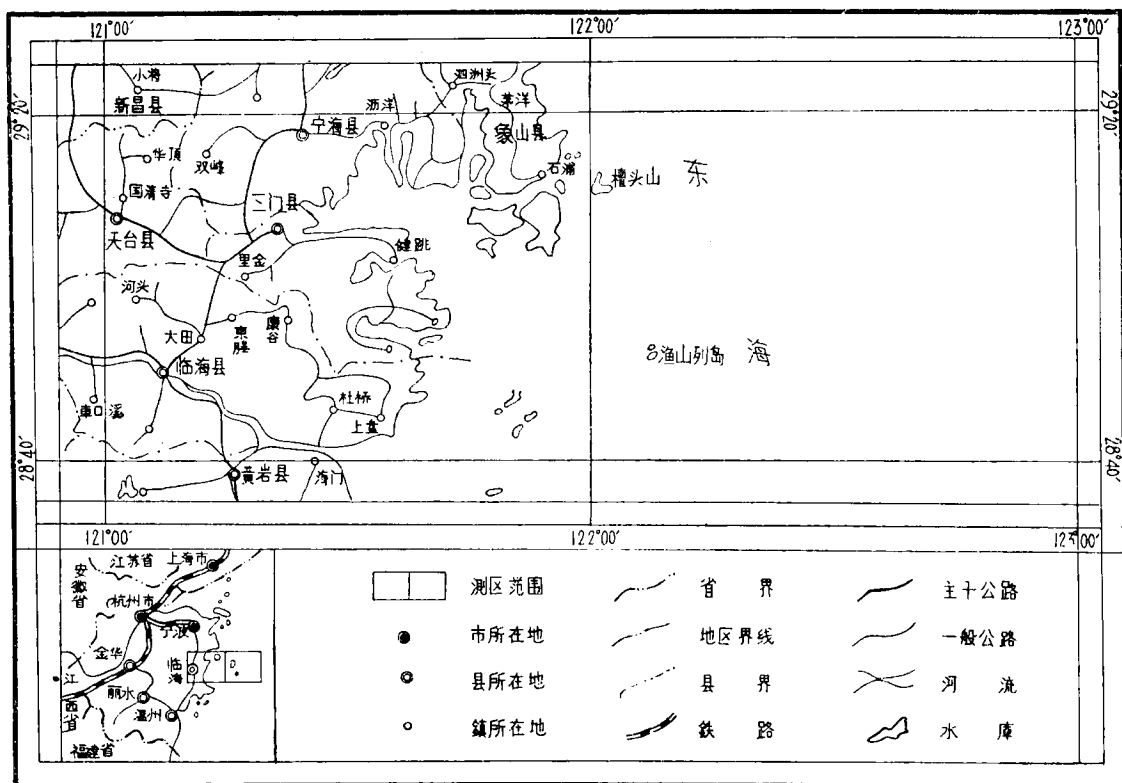 121°00′ 122°00′ 123°00′
29°20′ 29°20′
小将
新昌县
泗洲头
茅洋
沥洋
宁海县
象山县
华顶
双峰
石浦
檀头山 东
国清寺
三门县
天台县
里金
健跳
河头
大田
康谷
渔山列岛 海
临海县
杜桥
上盘
28°40′ 28°40′
黄岩县
海门
121°00′ 122°00′ 123°00′
江苏省
上海市
安徽省
杭州市
宁波
金华
临海
江西省
丽水
温州
福建省
测区范围 省界 主干公路
市所在地 地区界线 一般公路
县所在地 县界 河流
鎮所在地 鉄路 水庫